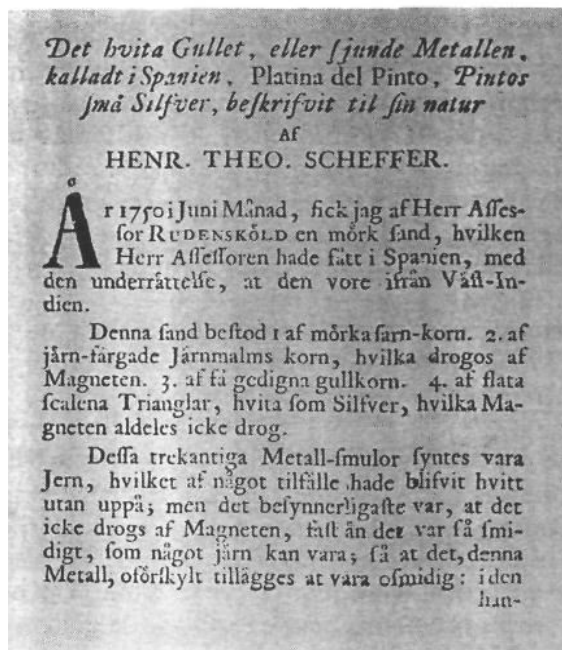 Det hvita Gullet, eller ſjunde Metallen,
kalladt i Spanien, Platina del Pinto, Pintos
ſmå Silfver, beſkrifvit til ſin natur
AF
HENR. THEO. SCHEFFER.
År 1750 i Juni Månad, fick jag af Herr Aſſeſ-
ſor RUDENSKÖLD en mörk ſand, hvilken
Herr Aſſeſſoren hade fått i Spanien, med
den underrättelſe, at den vore ifrån Väſt-In-
dien.
Denna ſand beſtod 1 af mörka ſarn-korn. 2. af
järn-färgade Järnmalms korn, hvilka drogos af
Magneten. 3. af få gedigna gullkorn. 4. af flata
ſcalena Trianglar, hvita ſom Silfver, hvilka Ma-
gneten aldeles icke drog.
Deſſa trekantiga Metall-ſmulor ſyntes vara
Jern, hvilket af något tilfälle hade blifvit hvitt
utan uppå; men det beſynnerligaſte var, at det
icke drogs af Magneten, faſt än det var ſå ſmi-
digt, ſom något järn kan vara; ſå at det, denna
Metall, oförſkylt tillägges at vara oſmidig: i den
han-